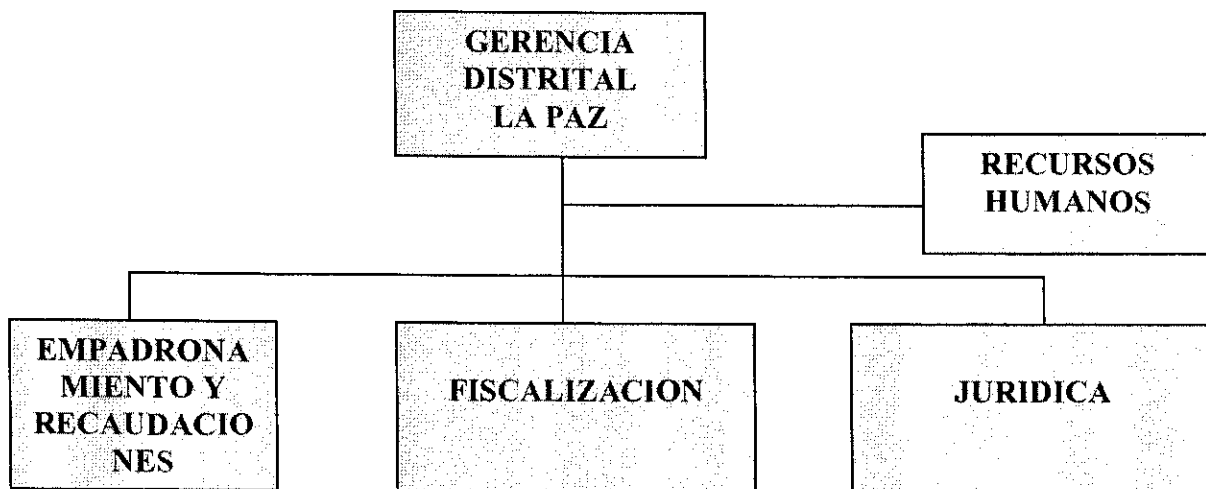 GERENCIA
DISTRITAL
LA PAZ
RECURSOS
HUMANOS
EMPADRONA
MIENTO Y
RECAUDACIO
NES
FISCALIZACION
JURIDICA